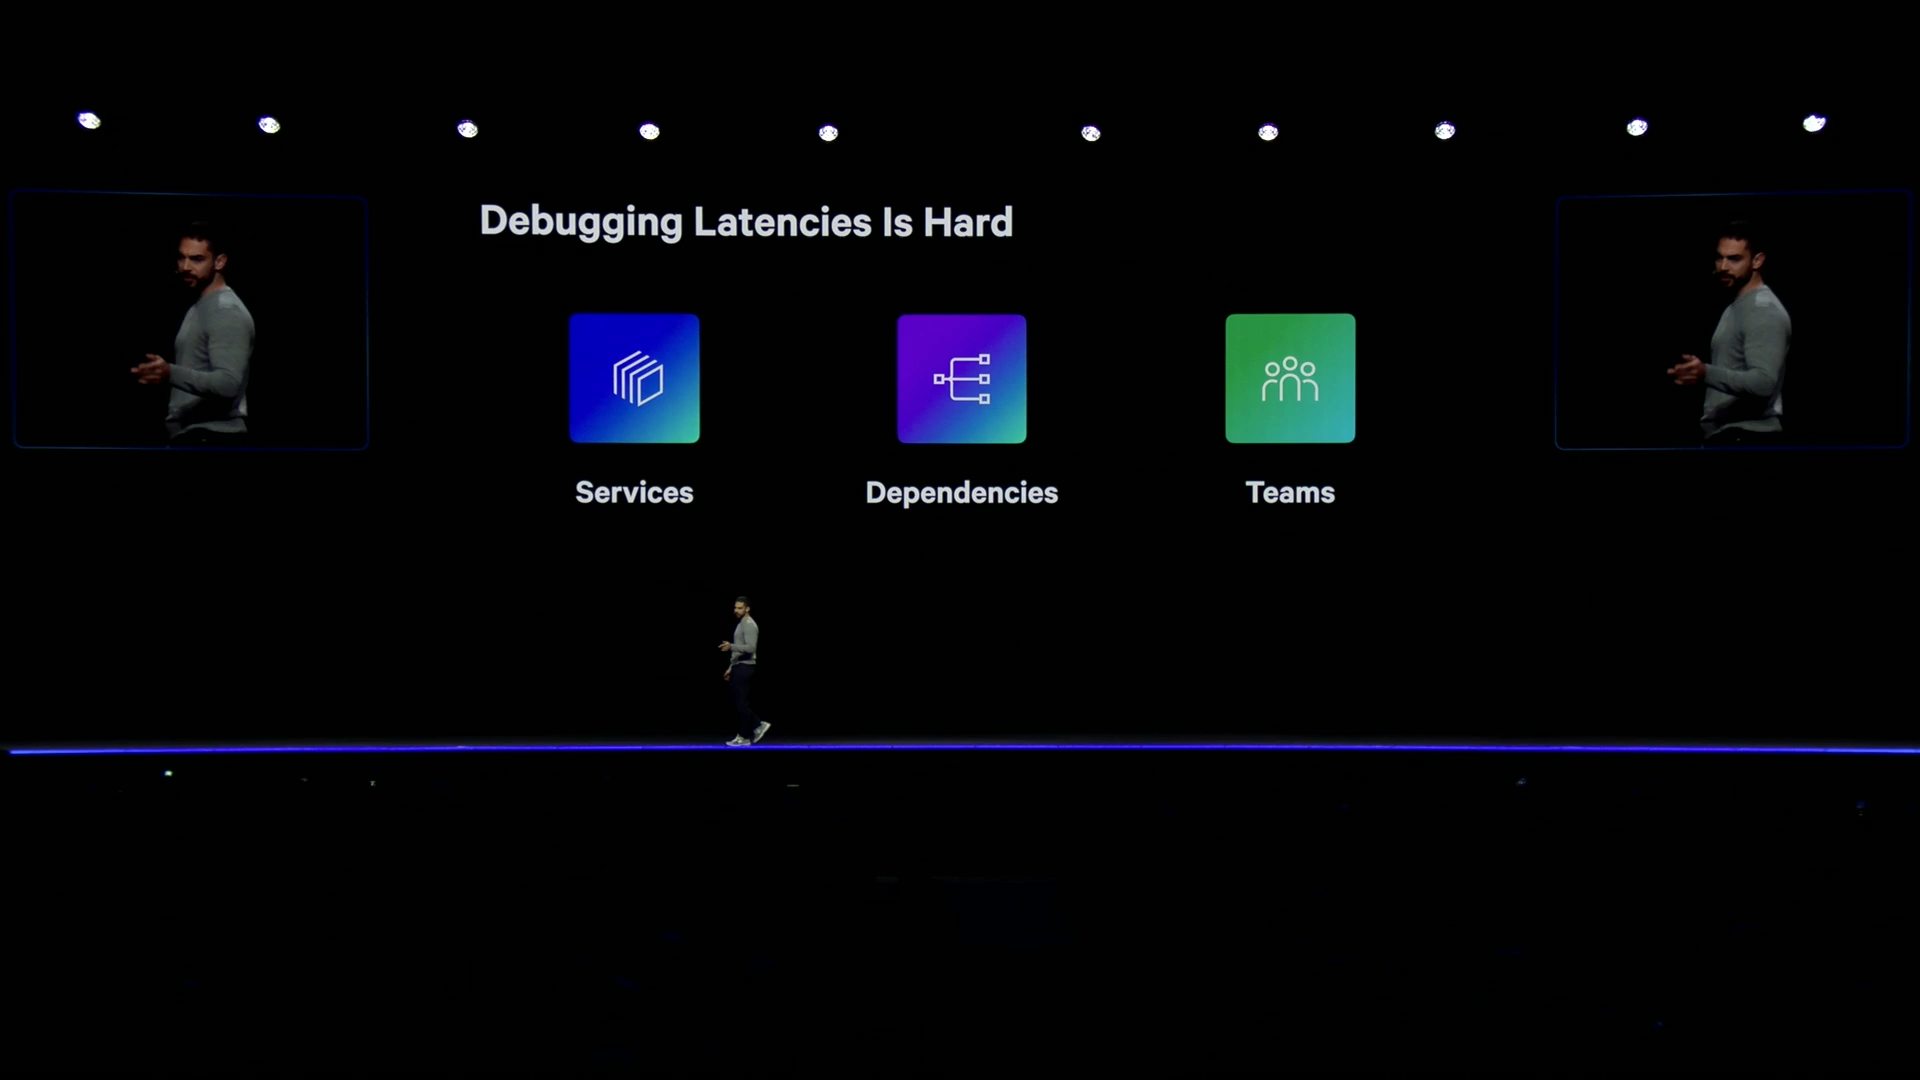 Debugging Latencies Is Hard
Services
Dependencies
Teams